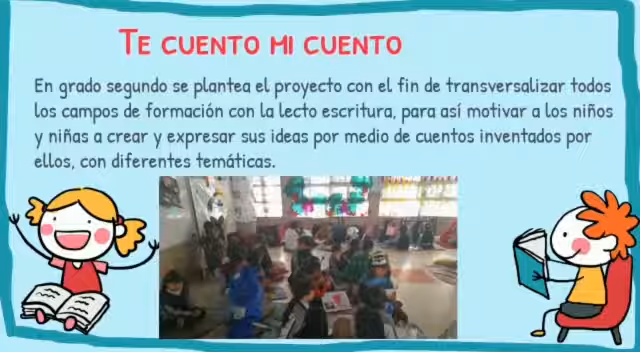 TE CUENTO MI CUENTO
En grado segundo se plantea el proyecto con el fin de transversalizar todos
los campos de formación con la lecto escritura, para así motivar a los niños
y niñas a crear y expresar sus ideas por medio de cuentos inventados por
ellos, con diferentes temáticas.